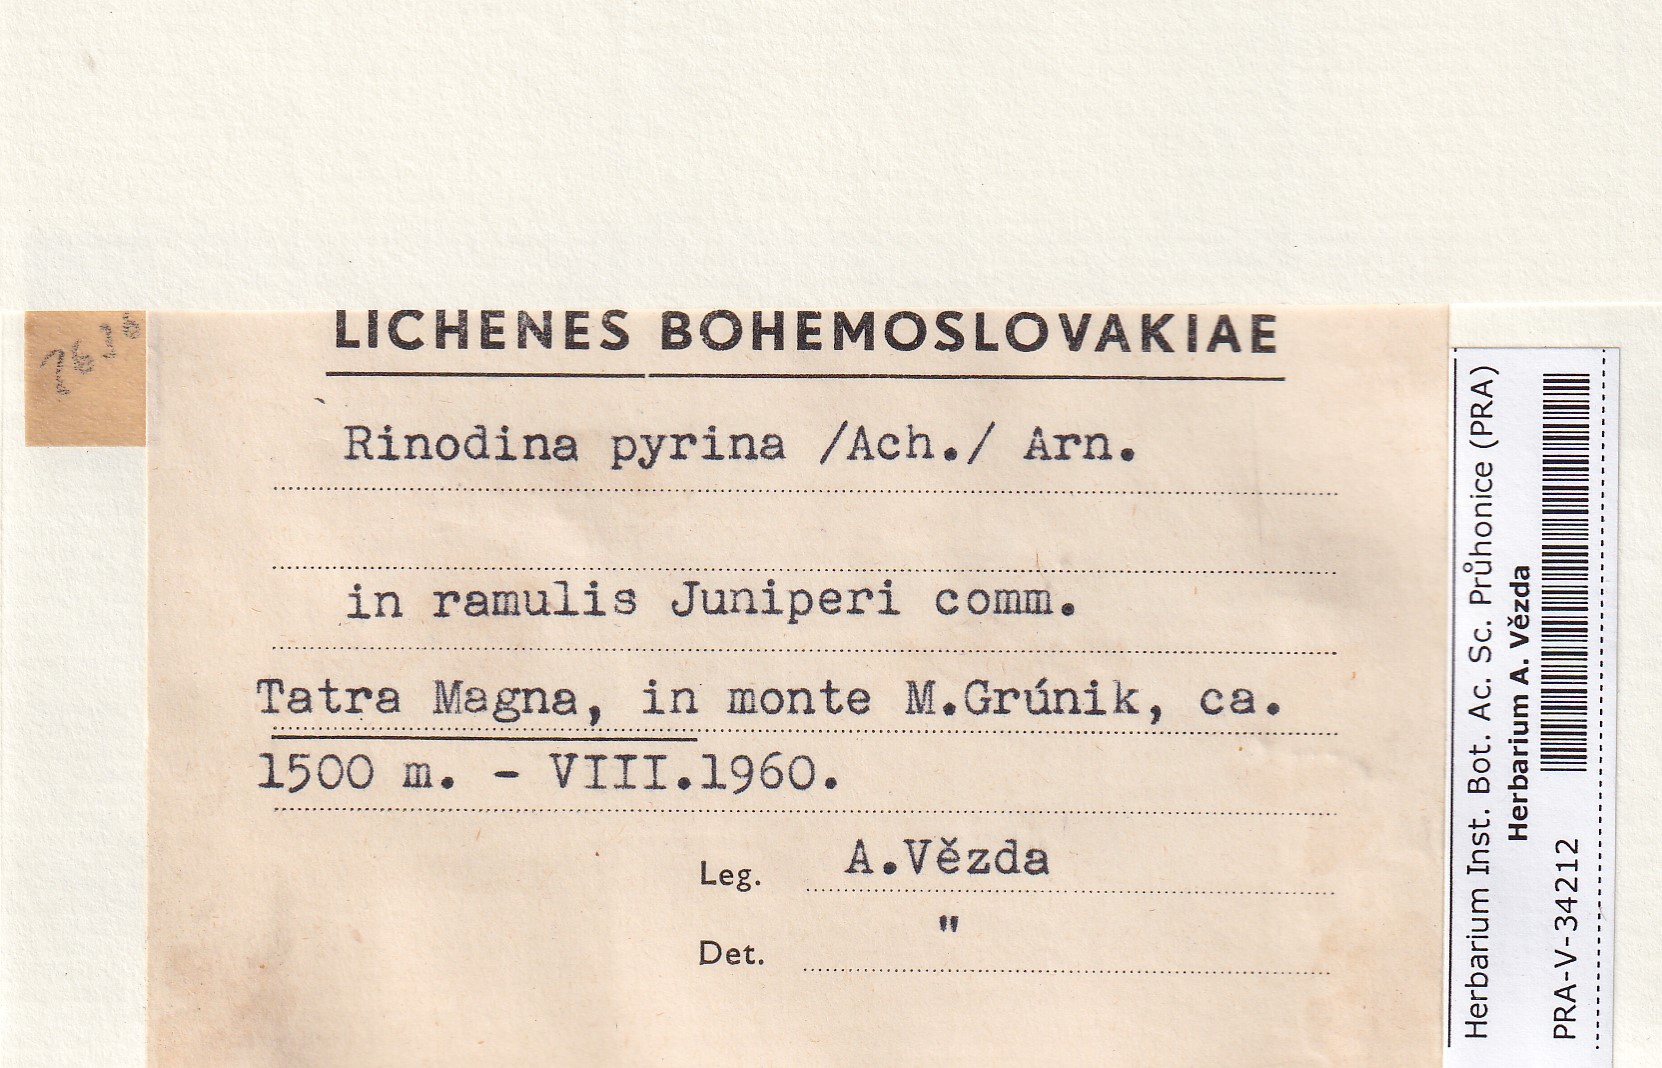 LICHENES BOHEMOSLOVAKIAE
Rinodina pyrina /Ach./ Arn.
in ramulis Juniperi comm.
Tatra Magna, in monte M.Grúnik, ca.
1500 m. - VIII.1960.
Leg. A.Vězda
Det. "
Herbarium Inst. Bot. Ac. Sc. Průhonice (PRA)
Herbarium A. Vězda
PRA-V-34212